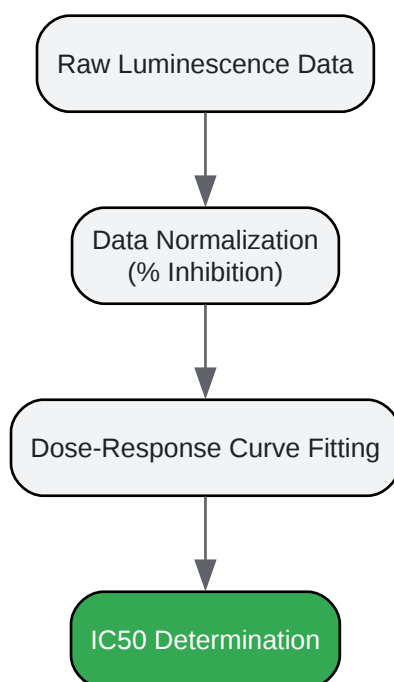 Raw Luminescence Data
Data Normalization
(% Inhibition)
Dose-Response Curve Fitting
IC50 Determination